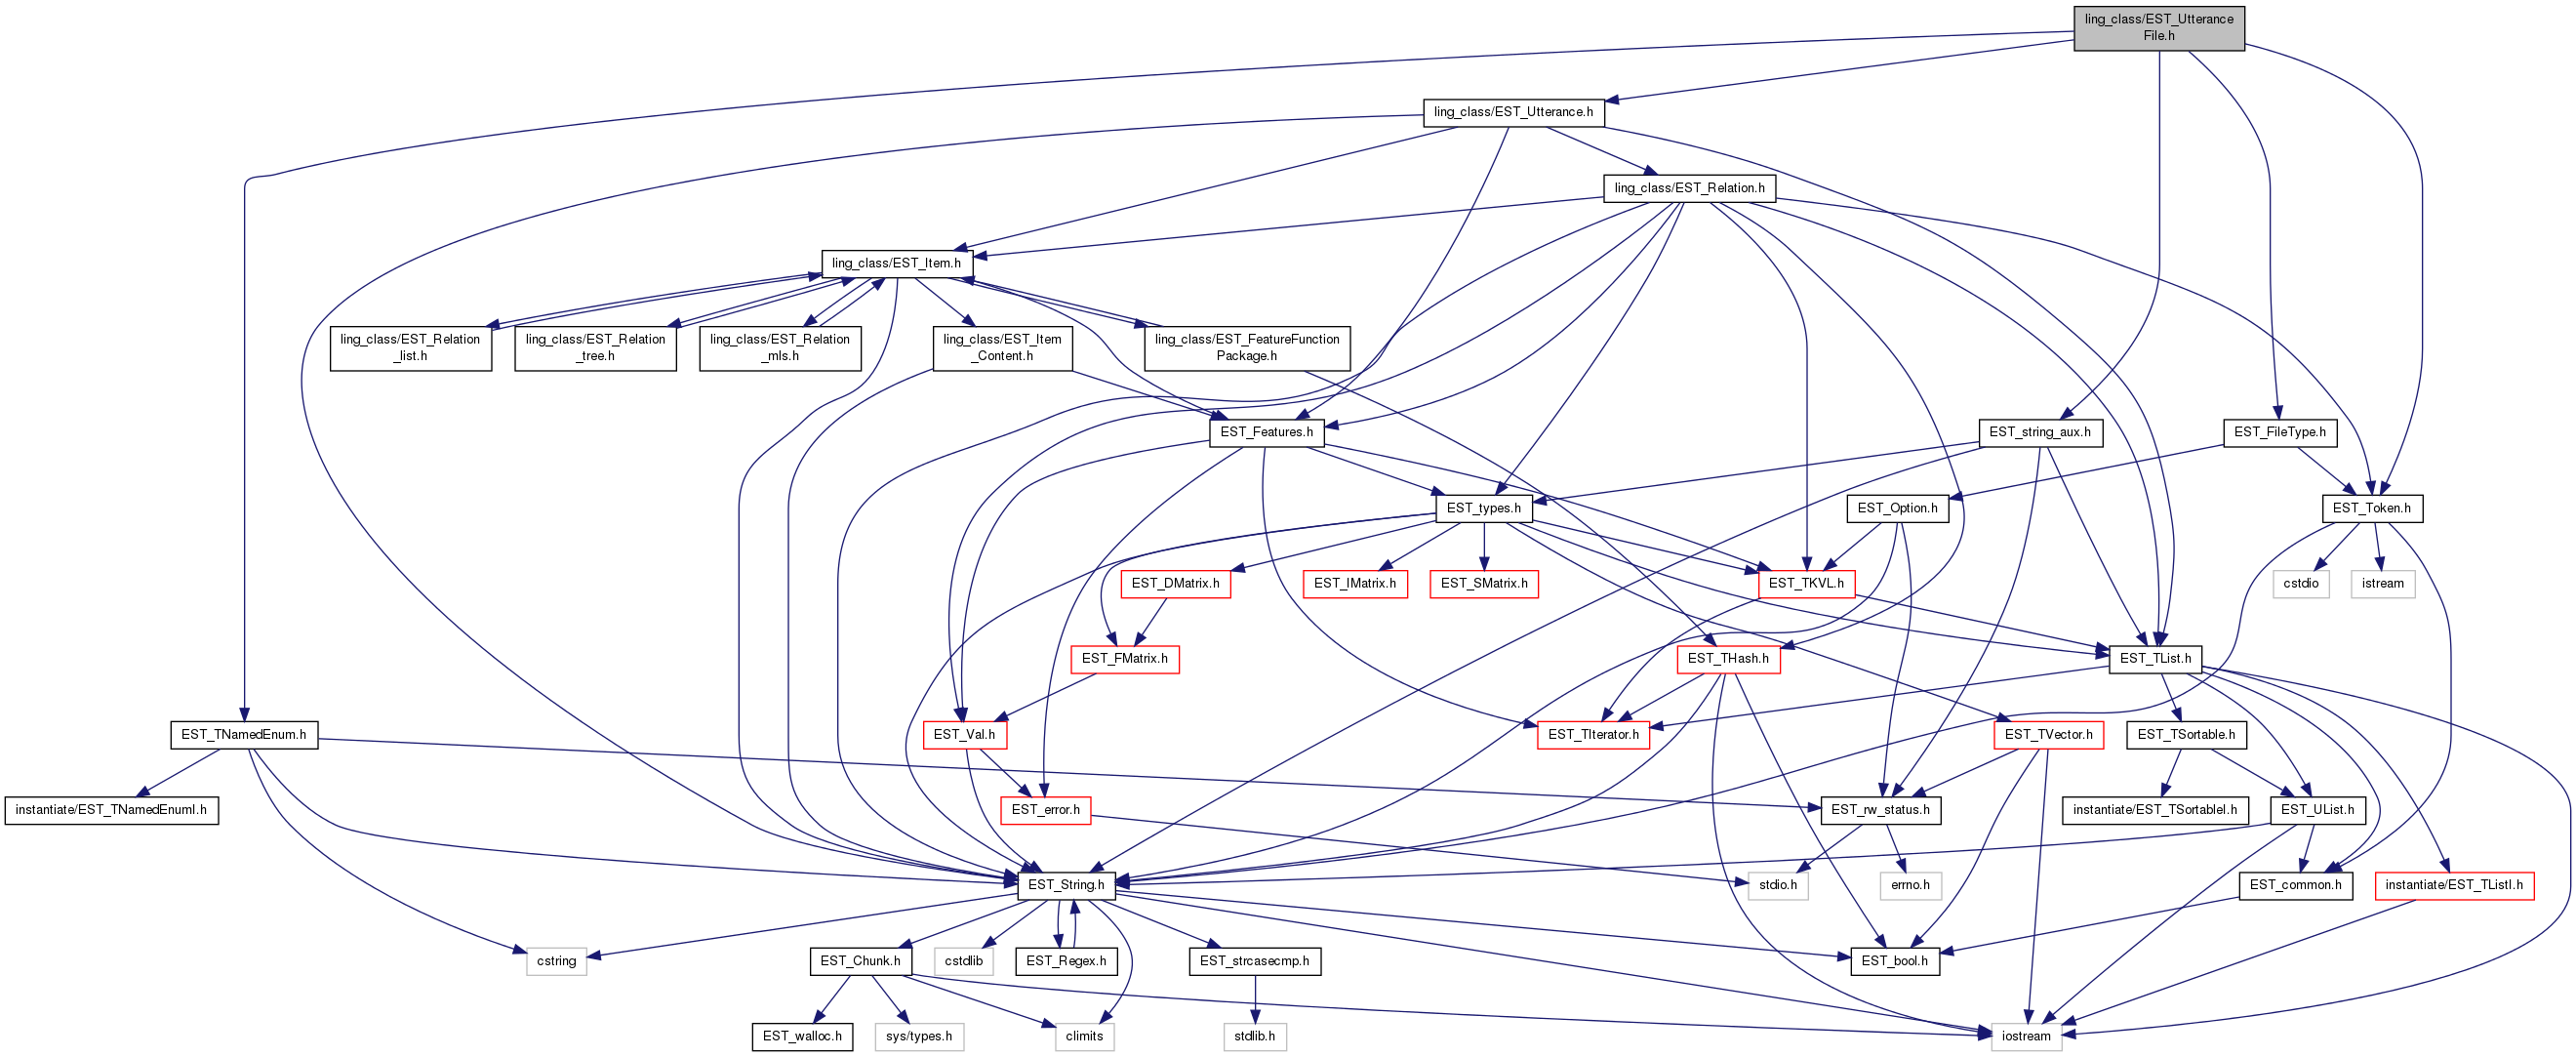 ling_class/EST_Utterance
File.h
ling_class/EST_Utterance.h
ling_class/EST_Relation.h
ling_class/EST_Item.h
ling_class/EST_Relation
_list.h
ling_class/EST_Relation
_tree.h
ling_class/EST_Relation
_mls.h
ling_class/EST_Item
_Content.h
ling_class/EST_FeatureFunction
Package.h
EST_Features.h
EST_string_aux.h
EST_FileType.h
EST_types.h
EST_Option.h
EST_Token.h
EST_DMatrix.h
EST_IMatrix.h
EST_SMatrix.h
EST_TKVL.h
cstdio
istream
EST_FMatrix.h
EST_THash.h
EST_TList.h
EST_TNamedEnum.h
EST_Val.h
EST_TIterator.h
EST_TVector.h
EST_TSortable.h
instantiate/EST_TNamedEnumI.h
EST_error.h
EST_rw_status.h
instantiate/EST_TSortableI.h
EST_UList.h
EST_String.h
stdio.h
errno.h
EST_common.h
instantiate/EST_TListI.h
cstring
EST_Chunk.h
cstdlib
EST_Regex.h
EST_strcasecmp.h
EST_bool.h
EST_walloc.h
sys/types.h
climits
stdlib.h
iostream